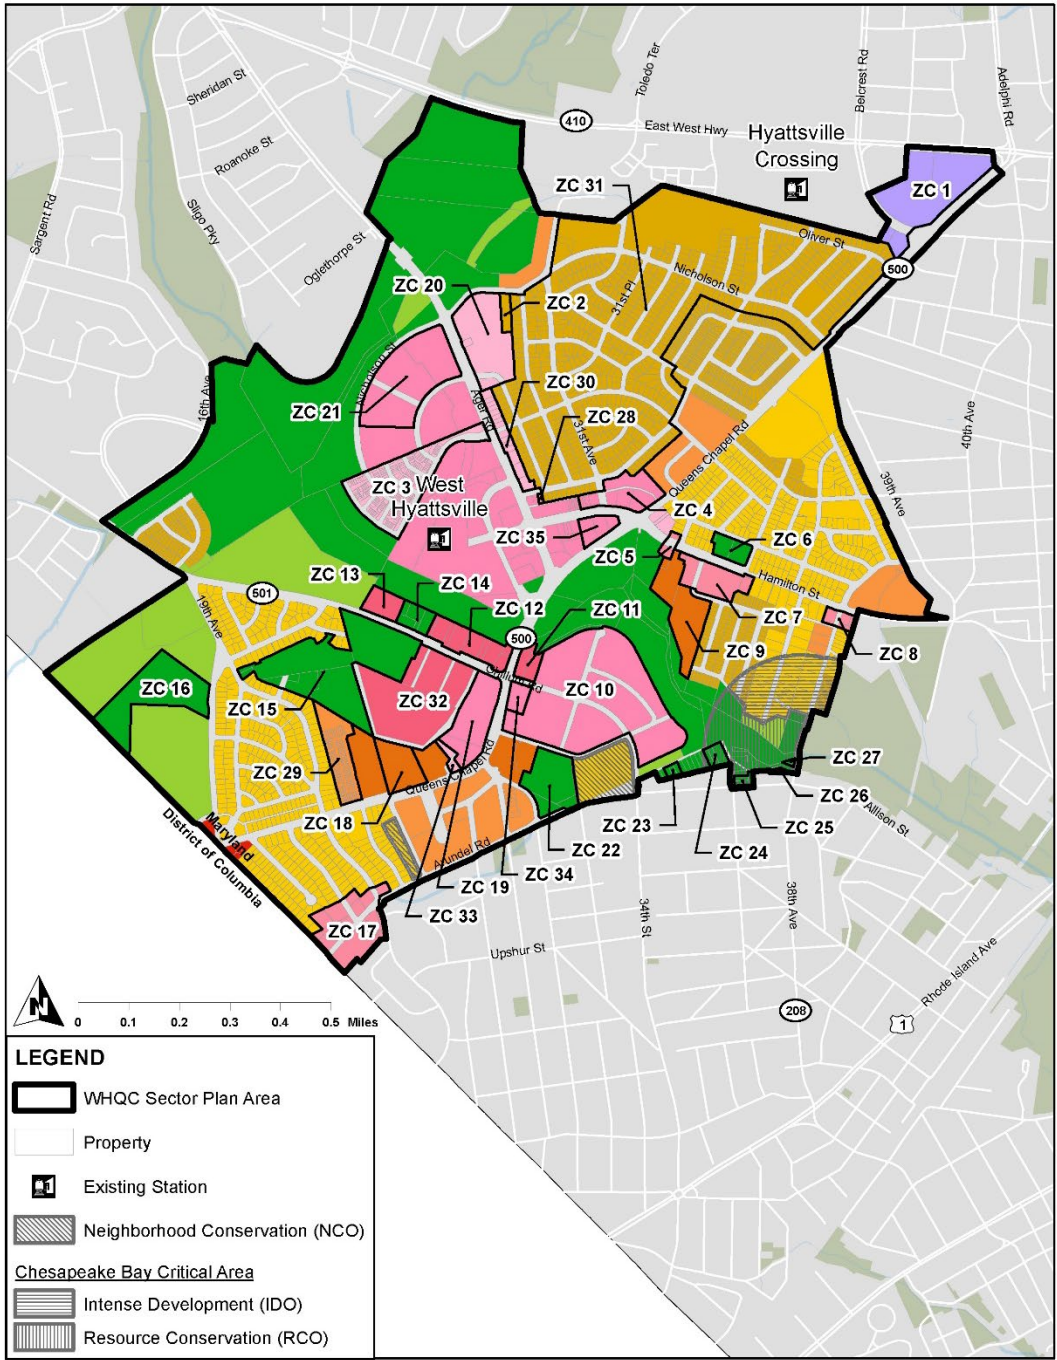 Toledo Ter
Belcrest Rd
Adelphi Rd
Sheridan St
410
East West Hwy
Hyattsville
Crossing
Roanoke St
ZC 31
ZC 1
Sargent Rd
Sligo Pky
Oglethorpe St
Oliver St
500
Nicholson St
ZC 20
31st Pl
ZC 2
Nicholson St
ZC 30
16th Ave
ZC 21
Ager Rd
ZC 28
31st Ave
40th Ave
Queens Chapel Rd
ZC 3
West
Hyattsville
39th Ave
ZC 4
ZC 35
ZC 5
ZC 6
ZC 13
ZC 14
Hamilton St
501
ZC 12
ZC 11
ZC 7
19th Ave
500
ZC 9
ZC 8
Chillum Rd
ZC 16
ZC 10
ZC 32
ZC 15
ZC 27
ZC 29
Queens Chapel Rd
ZC 26
ZC 18
ZC 23
ZC 25
Allison St
Maryland
District of Columbia
ZC 22
ZC 24
Arundel Rd
ZC 34
ZC 19
ZC 33
38th Ave
34th St
ZC 17
Upshur St
Rhode Island Ave
N
208
1
0 0.1 0.2 0.3 0.4 0.5 Miles
LEGEND
WHQC Sector Plan Area
Property
Existing Station
Neighborhood Conservation (NCO)
Chesapeake Bay Critical Area
Intense Development (IDO)
Resource Conservation (RCO)